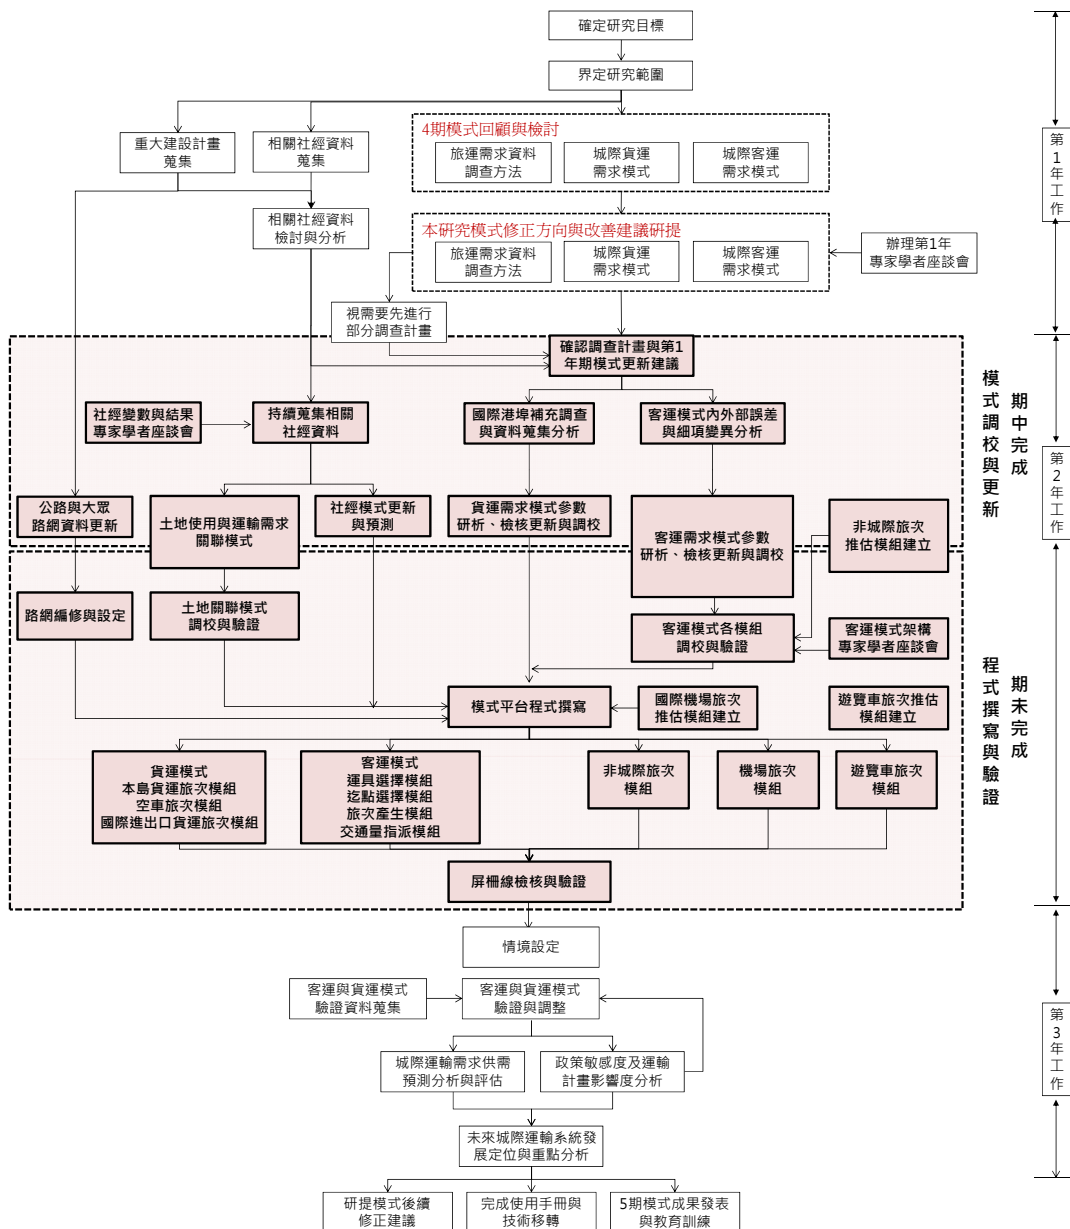 確定研究目標
界定研究範圍
重大建設計畫
蒐集
相關社經資料
蒐集
4期模式回顧與檢討
旅運需求資料
調查方法
城際貨運
需求模式
城際客運
需求模式
第1年工作
相關社經資料
檢討與分析
本研究模式修正方向與改善建議研提
旅運需求資料
調查方法
城際貨運
需求模式
城際客運
需求模式
辦理第1年
專家學者座談會
視需要先進行
部分調查計畫
確認調查計畫與第1
年期模式更新建議
社經變數與結果
專家學者座談會
持續蒐集相關
社經資料
國際港埠補充調查
與資料蒐集分析
客運模式內外部誤差
與細項變異分析
模式調校與更新
期中完成
第2年工作
公路與大眾
路網資料更新
土地使用與運輸需求
關聯模式
社經模式更新
與預測
貨運需求模式參數
研析、檢核更新與調校
客運需求模式參數
研析、檢核更新與調校
非城際旅次
推估模組建立
路網編修與設定
土地關聯模式
調校與驗證
客運模式各模組
調校與驗證
客運模式架構
專家學者座談會
模式平台程式撰寫
國際機場旅次
推估模組建立
遊覽車旅次推估
模組建立
程式撰寫與驗證
期未完成
貨運模式
本島貨運旅次模組
空車旅次模組
國際進出口貨運旅次模組
客運模式
運具選擇模組
迄點選擇模組
旅次產生模組
交通量指派模組
非城際旅次
模組
機場旅次
模組
遊覽車旅次
模組
屏柵線檢核與驗證
情境設定
客運與貨運模式
驗證資料蒐集
客運與貨運模式
驗證與調整
第3年工作
城際運輸需求供需
預測分析與評估
政策敏感度及運輸
計畫影響度分析
未來城際運輸系統發
展定位與重點分析
研提模式後續
修正建議
完成使用手冊與
技術移轉
5期模式成果發表
與教育訓練